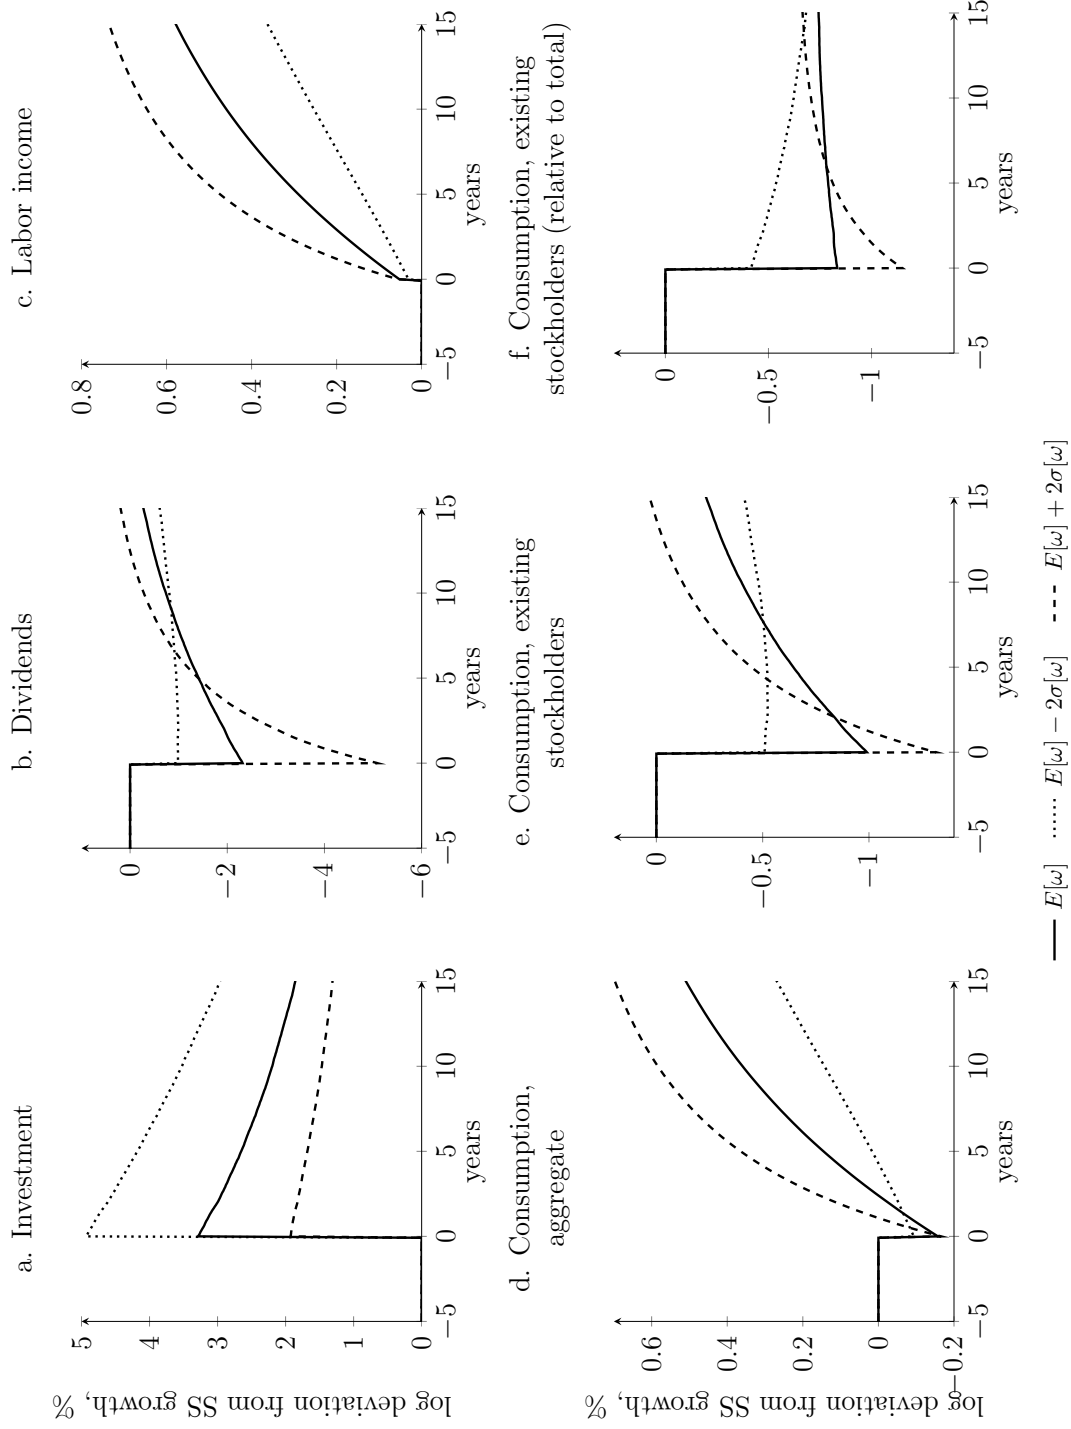 a. Investment
log deviation from SS growth, %
5
4
3
2
1
0
−5 0 5 10 15
years
b. Dividends
0
−2
−4
−6
−5 0 5 10 15
years
c. Labor income
0.8
0.6
0.4
0.2
0
−5 0 5 10 15
years
d. Consumption,
aggregate
log deviation from SS growth, %
0.6
0.4
0.2
0
−0.2
−5 0 5 10 15
years
e. Consumption, existing
stockholders
0
−0.5
−1
−5 0 5 10 15
years
f. Consumption, existing
stockholders (relative to total)
0
−0.5
−1
−5 0 5 10 15
years
E[ω] E[ω] − 2σ[ω] E[ω] + 2σ[ω]